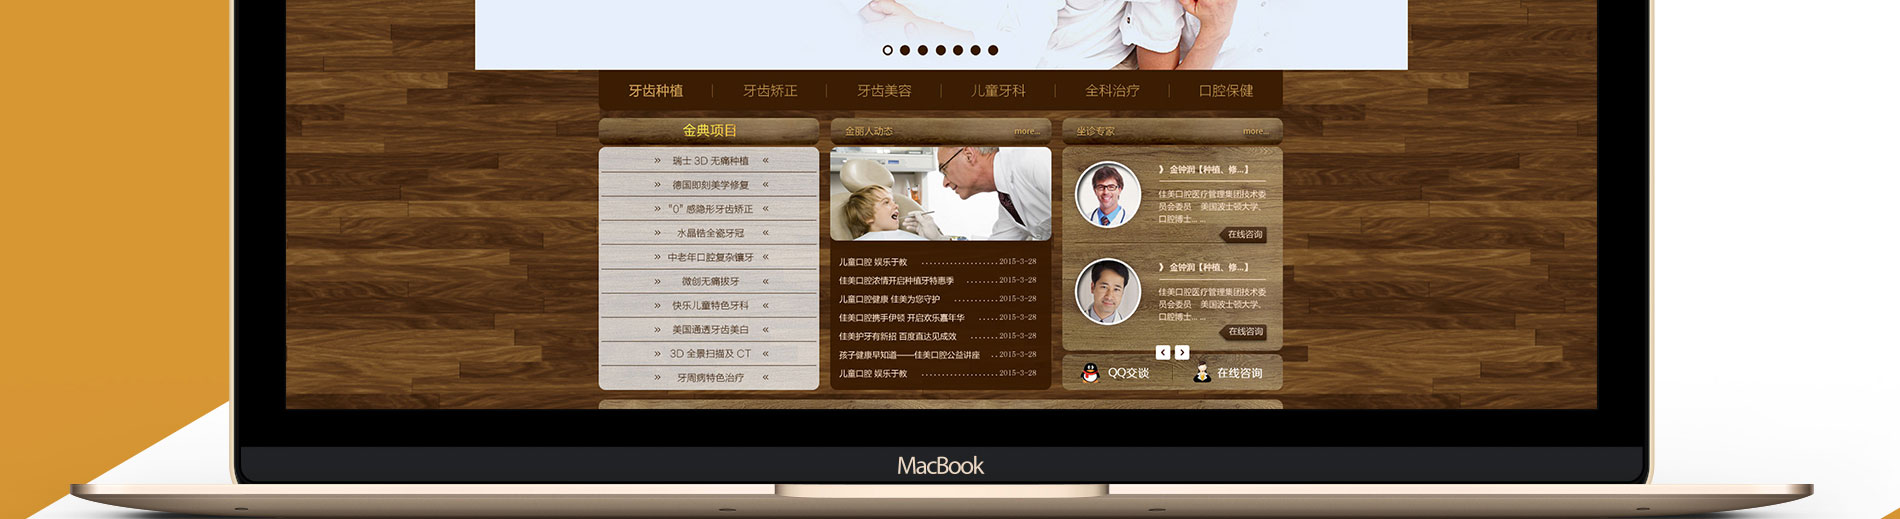 牙齿种植 | 牙齿矫正 | 牙齿美容 | 儿童牙科 | 全科治疗 | 口腔保健
金典项目
» 瑞士 3D 无痛种植 «
» 德国即刻美学修复 «
» "0" 感隐形牙齿矫正 «
» 水晶锆全瓷牙冠 «
» 中老年口腔复杂镶牙 «
» 微创无痛拔牙 «
» 快乐儿童特色牙科 «
» 美国通透牙齿美白 «
» 3D 全景扫描及 CT «
» 牙周病特色治疗 «
金丽人动态 more...
儿童口腔 娱乐于教 ...................2015-3-28
佳美口腔浓情开启种植牙特惠季 ........2015-3-28
儿童口腔健康 佳美为您守护 ...........2015-3-28
佳美口腔携手伊顿 开启欢乐嘉年华 .....2015-3-28
佳美护牙有新招 百度直达见成效 .......2015-3-28
孩子健康早知道——佳美口腔公益讲座 ..2015-3-28
儿童口腔 娱乐于教 ...................2015-3-28
坐诊专家 more...
》金钟润【种植、修...】
佳美口腔医疗管理集团技术委
员会委员 美国波士顿大学,
口腔博士... ...
在线咨询
》金钟润【种植、修...】
佳美口腔医疗管理集团技术委
员会委员 美国波士顿大学,
口腔博士... ...
在线咨询
QQ交谈 在线咨询
MacBook